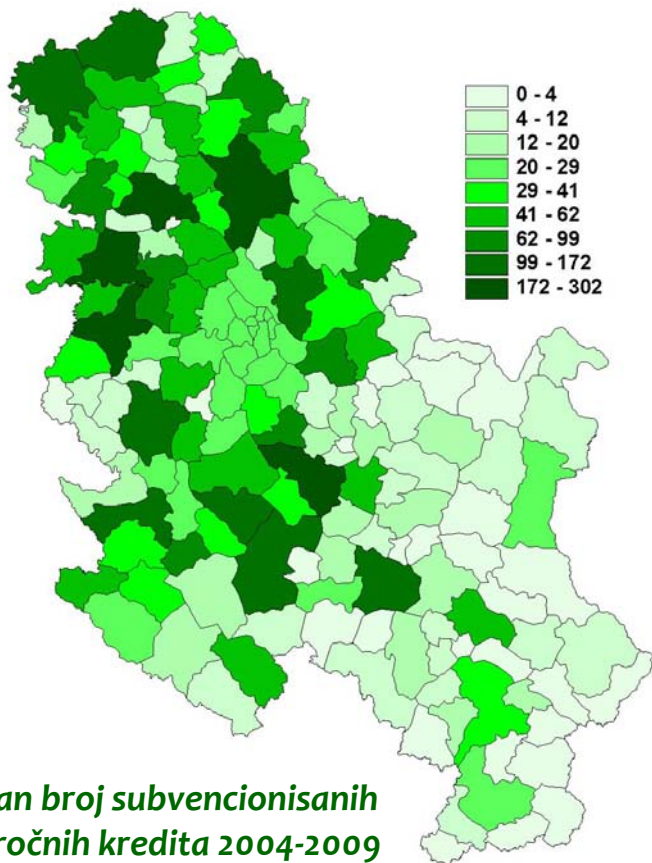 0 - 4
4 - 12
12 - 20
20 - 29
29 - 41
41 - 62
62 - 99
99 - 172
172 - 302
an broj subvencionisanih
ročnih kredita 2004-2009